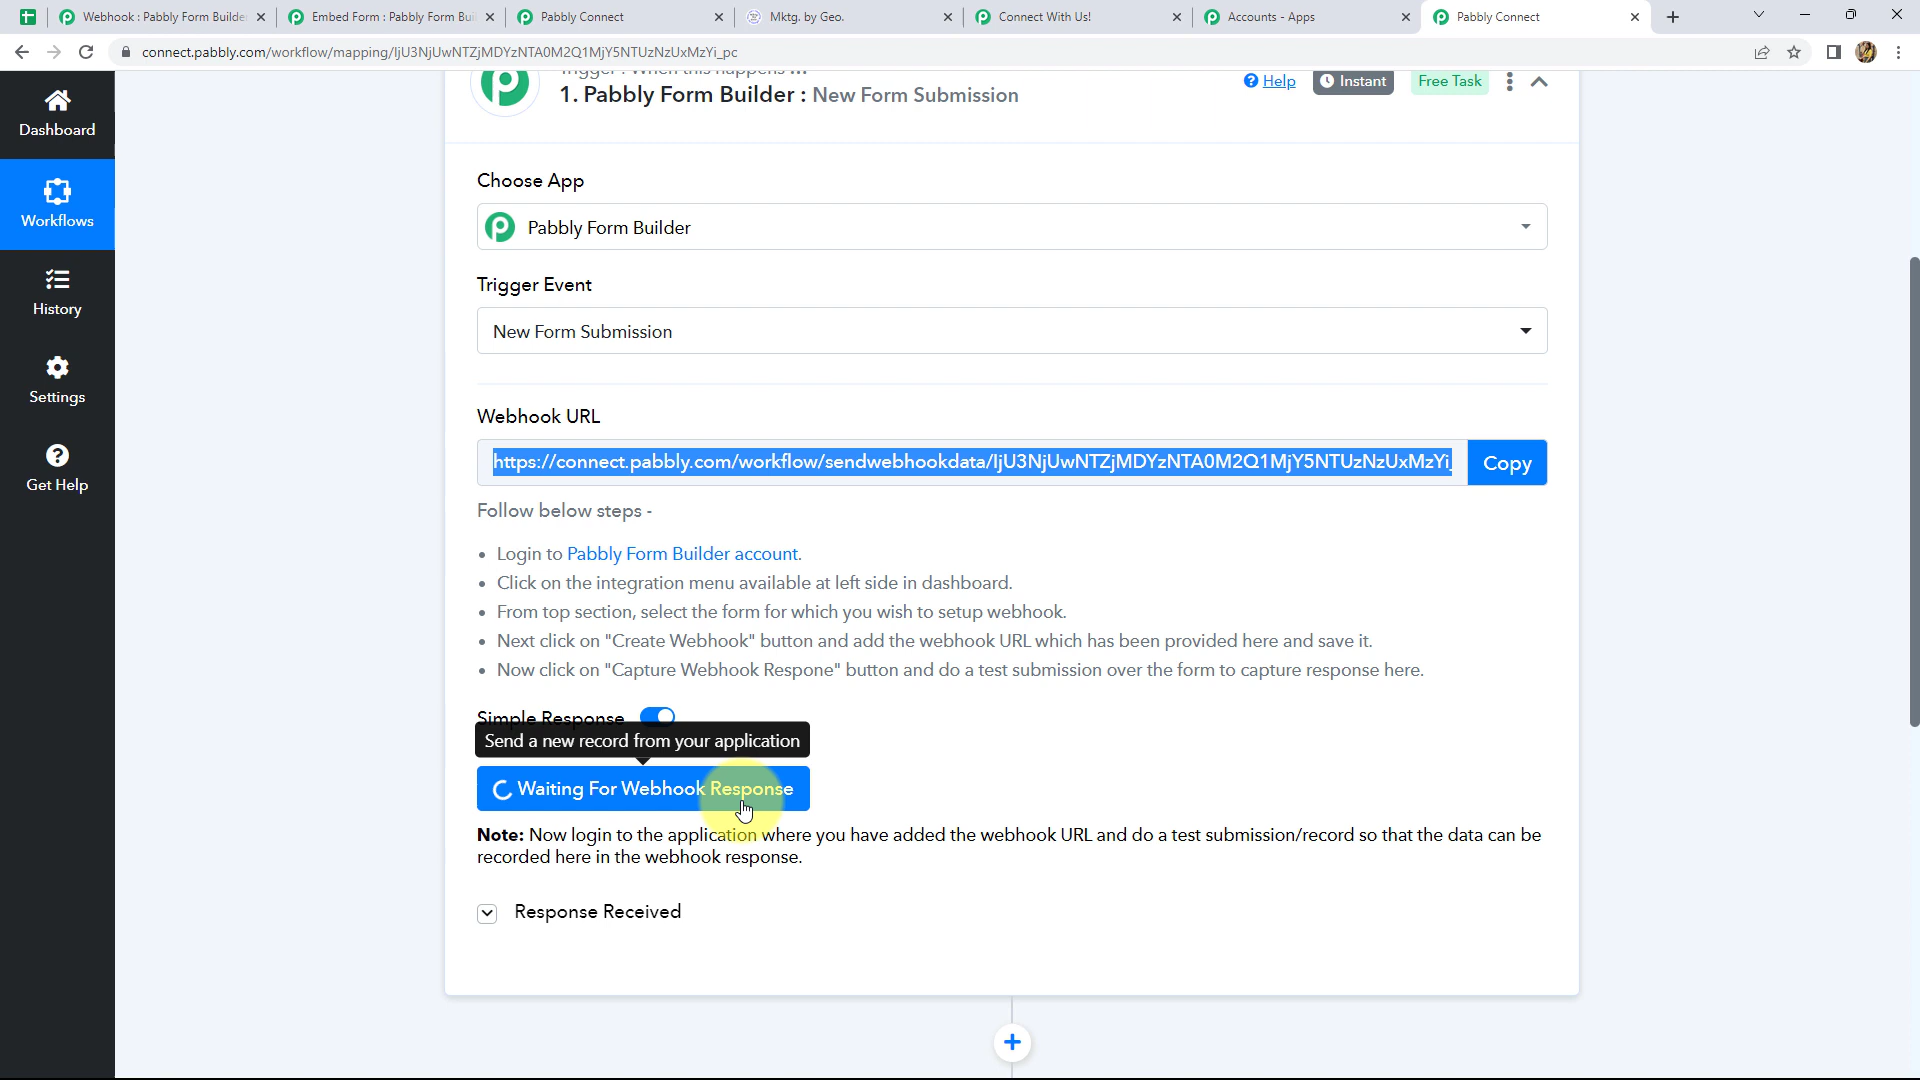 Webhook : Pabbly Form Builde
Embed Form : Pabbly Form Bu
Pabbly Connect
Mktg. by Geo.
Connect With Us!
Accounts - Apps
Pabbly Connect
connect.pabbly.com/workflow/mapping/IjU3NjUwNTZjMDYzNTA0M2Q1MjY5NTUzNzUxMzYi_pc
Dashboard
Workflows
History
Settings
Get Help
Trigger : When this happens ...
1. Pabbly Form Builder : New Form Submission
Help
Instant
Free Task
Choose App
Pabbly Form Builder
Trigger Event
New Form Submission
Webhook URL
https://connect.pabbly.com/workflow/sendwebhookdata/IjU3NjUwNTZjMDYzNTA0M2Q1MjY5NTUzNzUxMzYi_
Copy
Follow below steps -
• Login to Pabbly Form Builder account.
• Click on the integration menu available at left side in dashboard.
• From top section, select the form for which you wish to setup webhook.
• Next click on "Create Webhook" button and add the webhook URL which has been provided here and save it.
• Now click on "Capture Webhook Respone" button and do a test submission over the form to capture response here.
Simple Response
Send a new record from your application
Waiting For Webhook Response
Note: Now login to the application where you have added the webhook URL and do a test submission/record so that the data can be
recorded here in the webhook response.
Response Received